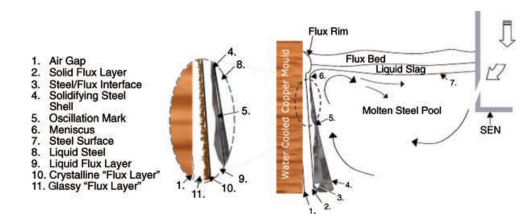 1. Air Gap
2. Solid Flux Layer
3. Steel/Flux Interface
4. Solidifying Steel
Shell
5. Oscillation Mark
6. Meniscus
7. Steel Surface
8. Liquid Steel
9. Liquid Flux Layer
10. Crystalline "Flux Layer"
11. Glassy "Flux Layer"
4.
8.
5.
9.
1.
11.
10.
Water Cooled Copper Mould
Flux Rim
Flux Bed
Liquid Slag
6.
7.
Molten Steel Pool
SEN
5.
4.
3.
2.
1.